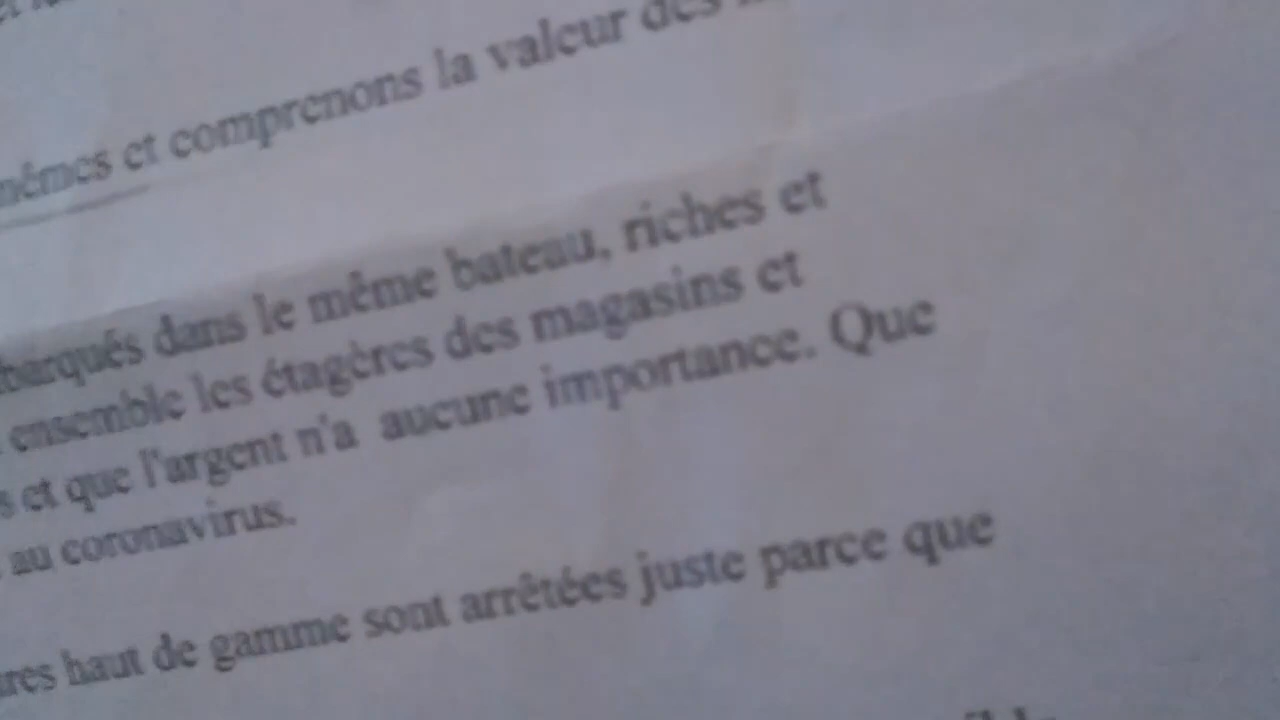 et comprenons la valeur des
barqués dans le même bateau, riches et
ensemble les étagères des magasins et
s et que l'argent n'a aucune importance. Que
au coronavirus.
res haut de gamme sont arrêtées juste parce que